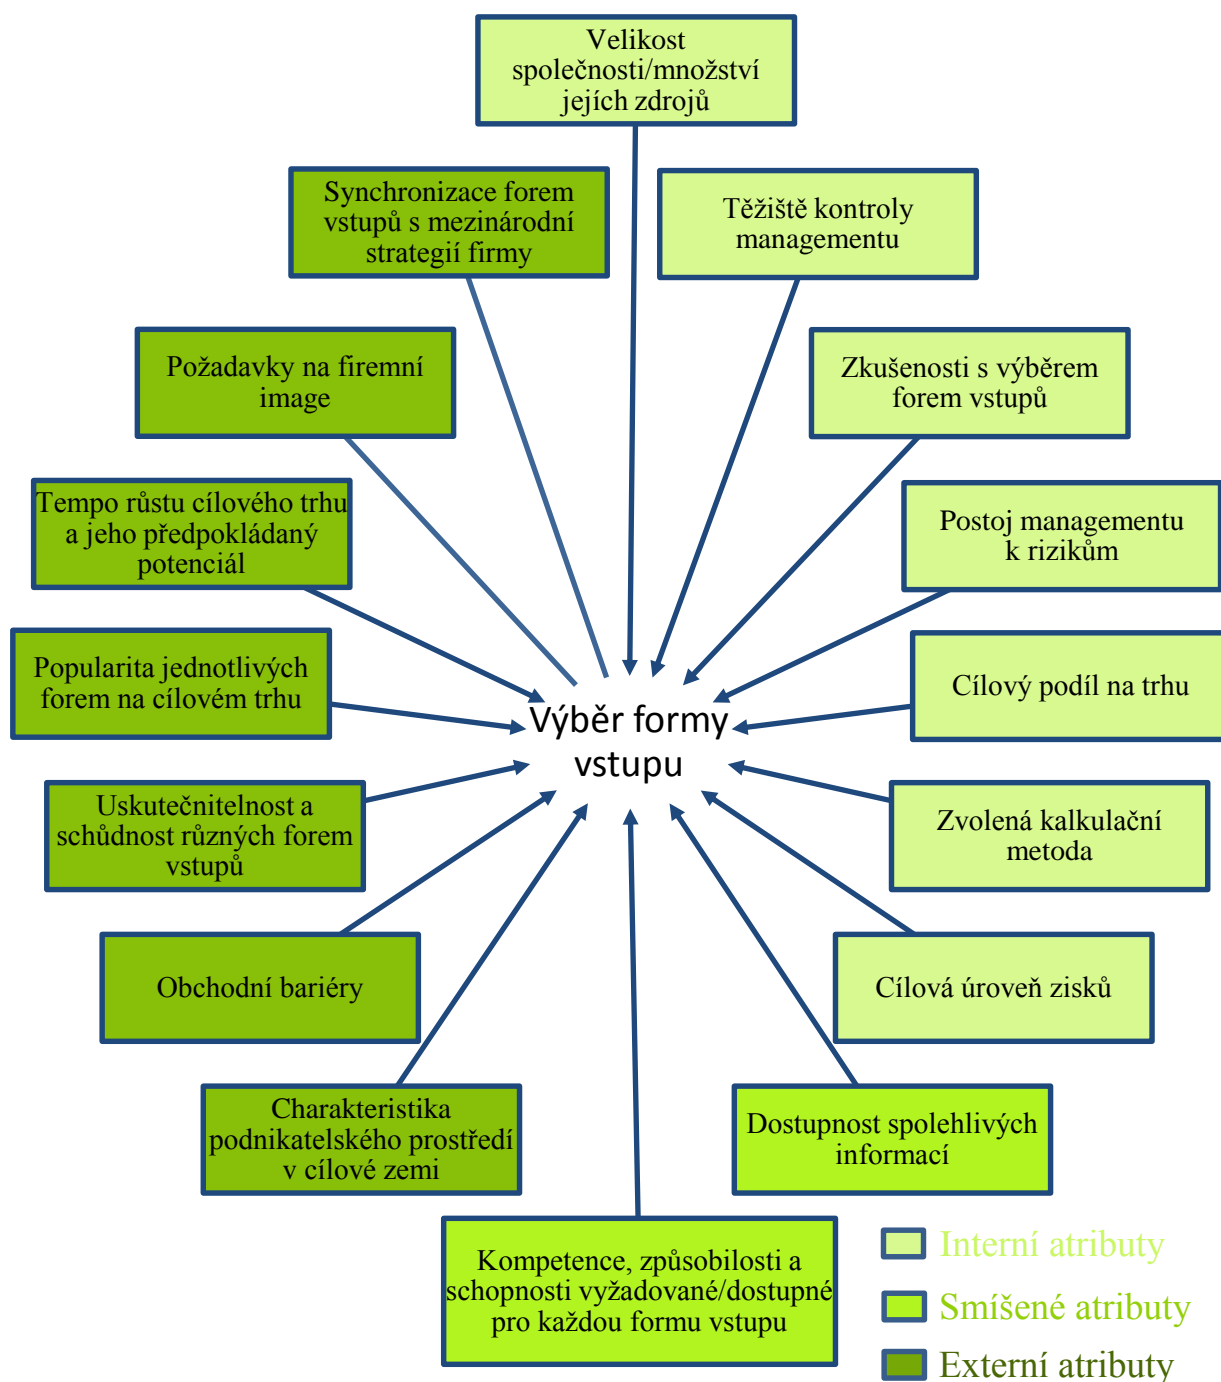 Velikost
společnosti/množství
jejích zdrojů
Synchronizace forem
vstupů s mezinárodní
strategií firmy
Těžiště kontroly
managementu
Požadavky na firemní
image
Zkušenosti s výběrem
forem vstupů
Tempo růstu cílového trhu
a jeho předpokládaný
potenciál
Postoj managementu
k rizikům
Popularita jednotlivých
forem na cílovém trhu
Cílový podíl na trhu
Výběr formy
vstupu
Uskutečnitelnost a
schůdnost různých forem
vstupů
Zvolená kalkulační
metoda
Obchodní bariéry
Cílová úroveň zisků
Charakteristika
podnikatelského prostředí
v cílové zemi
Dostupnost spolehlivých
informací
Kompetence, způsobilosti a
schopnosti vyžadované/dostupné
pro každou formu vstupu
Interní atributy
Smíšené atributy
Externí atributy